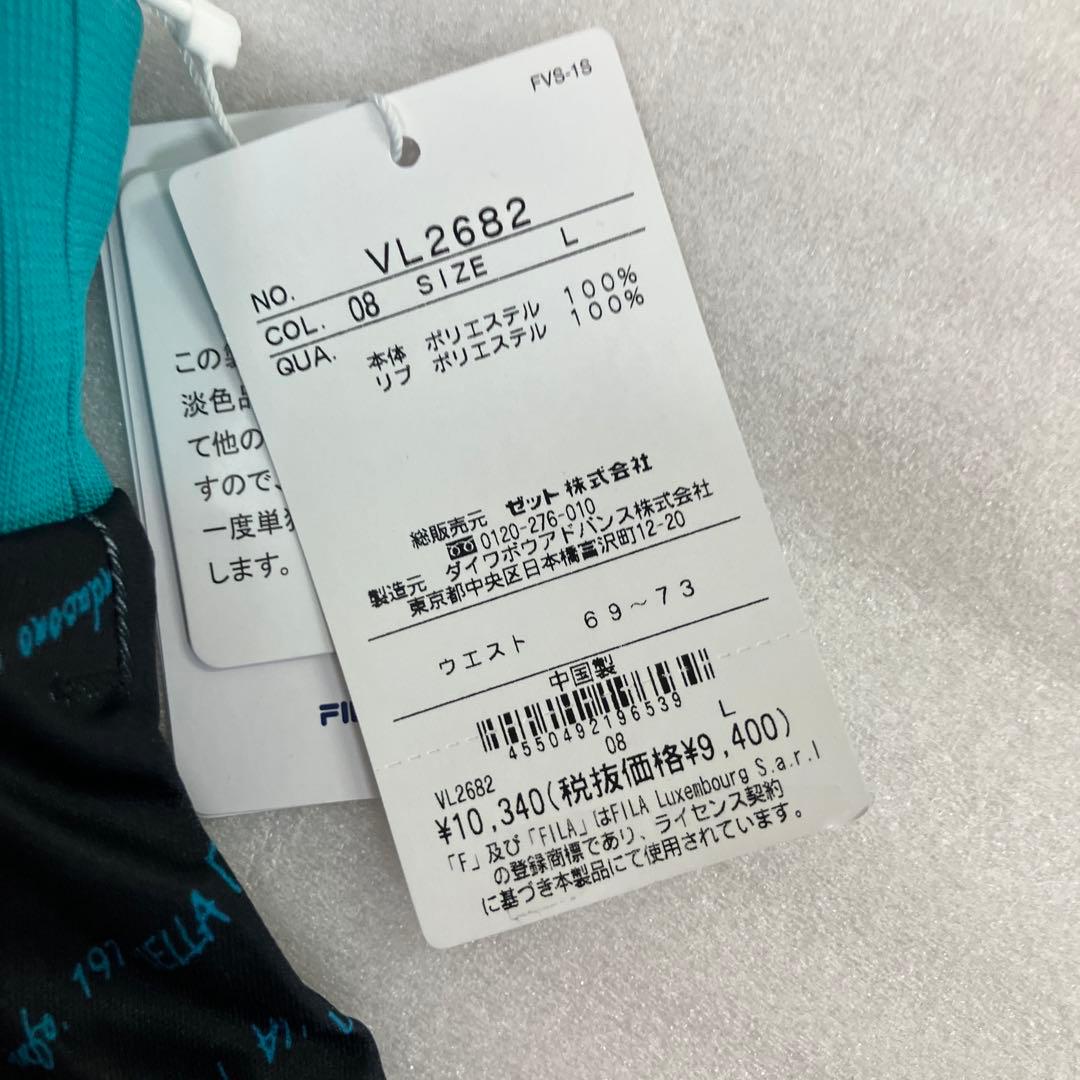 FVS-1S
NO. VL2682
COL. 08 SIZE L
QUA. 本体 ポリエステル 100%
リブ ポリエステル 100%
総販売元 ゼット株式会社
0120-276-010
製造元 ダイワボウアドバンス株式会社
東京都中央区日本橋富沢町12-20
ウエスト 69~73
中国製
4550492196539
VL2682 08 L
¥10,340(税抜価格¥9,400)
「F」及び「FILA」はFILA Luxembourg S.a.r.l
の登録商標であり、ライセンス契約
に基づき本製品にて使用されています。
この
淡色品
て他の
すので、
一度単独
します。
FIL
197